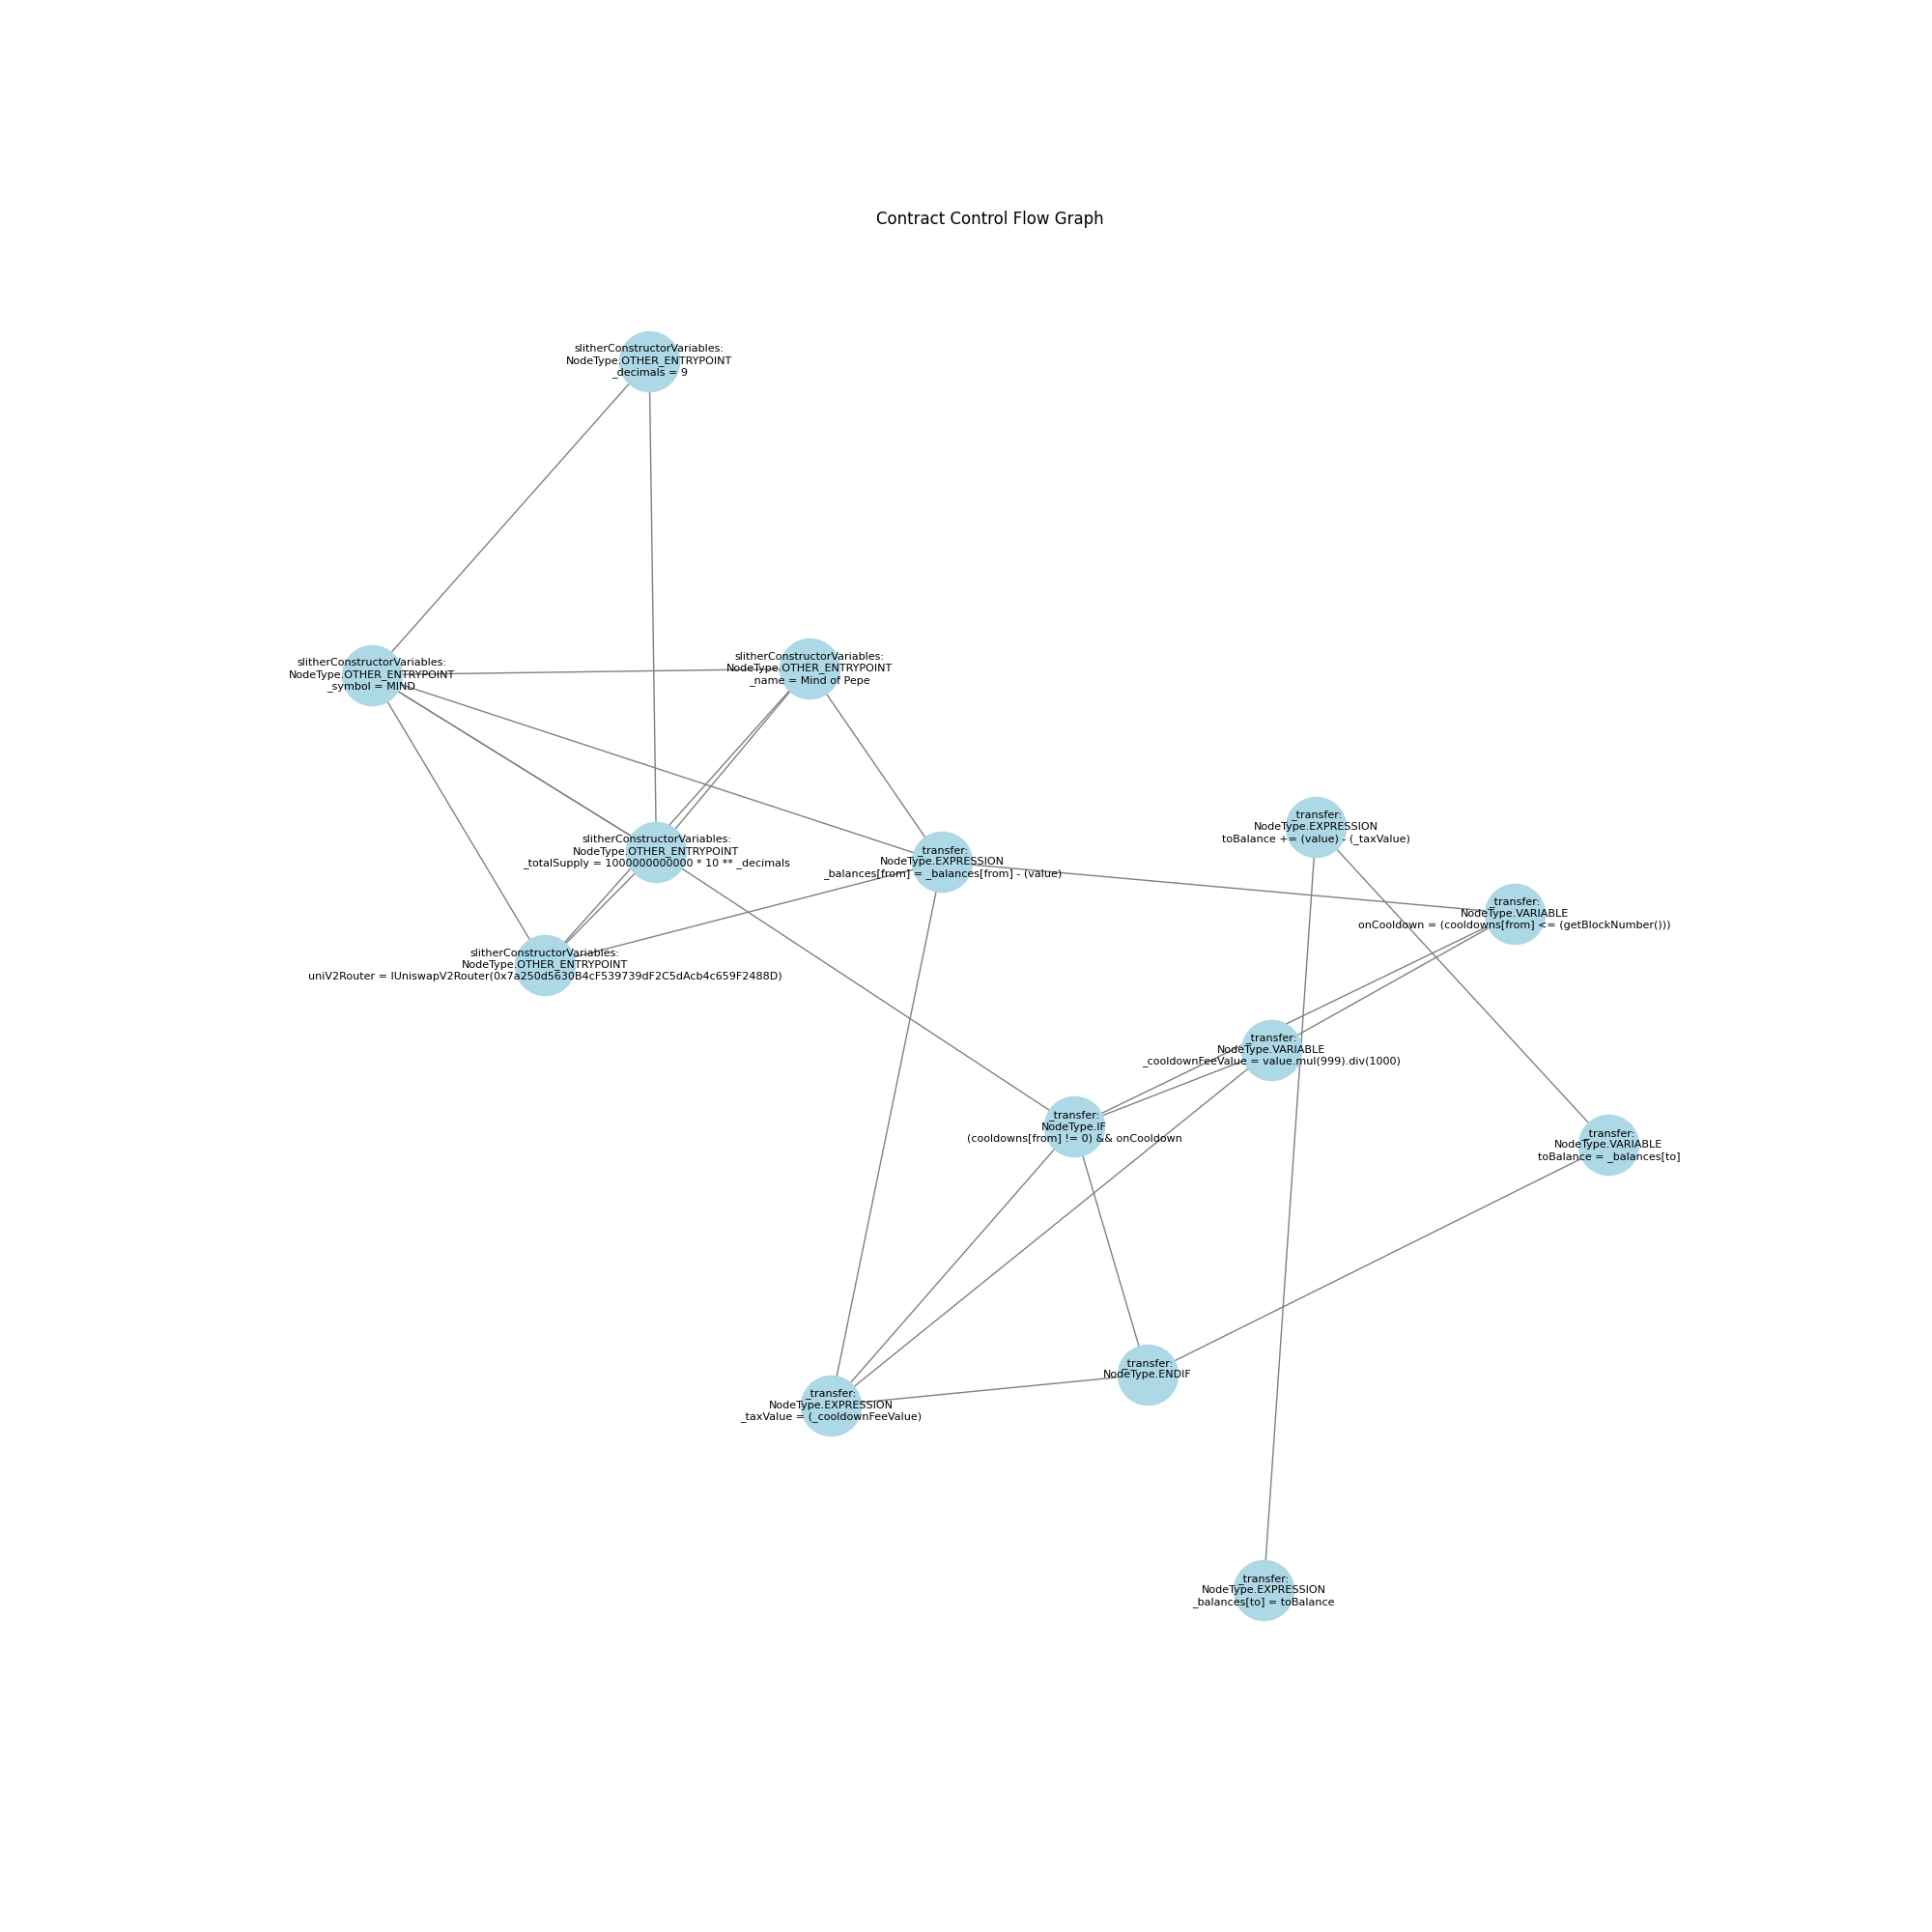 Contract Control Flow Graph
slitherConstructorVariables:
NodeType.OTHER_ENTRYPOINT
_decimals = 9
slitherConstructorVariables:
NodeType.OTHER_ENTRYPOINT
_symbol = MIND
slitherConstructorVariables:
NodeType.OTHER_ENTRYPOINT
_name = Mind of Pepe
slitherConstructorVariables:
NodeType.OTHER_ENTRYPOINT
_totalSupply = 1000000000000 * 10 ** _decimals
_transfer:
NodeType.EXPRESSION
_balances[from] = _balances[from] - (value)
_transfer:
NodeType.EXPRESSION
toBalance += (value) - (_taxValue)
_transfer:
NodeType.VARIABLE
onCooldown = (cooldowns[from] <= (getBlockNumber()))
slitherConstructorVariables:
NodeType.OTHER_ENTRYPOINT
uniV2Router = IUniswapV2Router(0x7a250d5630B4cF539739dF2C5dAcb4c659F2488D)
_transfer:
NodeType.VARIABLE
_cooldownFeeValue = value.mul(999).div(1000)
_transfer:
NodeType.IF
(cooldowns[from] != 0) && onCooldown
_transfer:
NodeType.VARIABLE
toBalance = _balances[to]
_transfer:
NodeType.ENDIF
_transfer:
NodeType.EXPRESSION
_taxValue = (_cooldownFeeValue)
_transfer:
NodeType.EXPRESSION
_balances[to] = toBalance